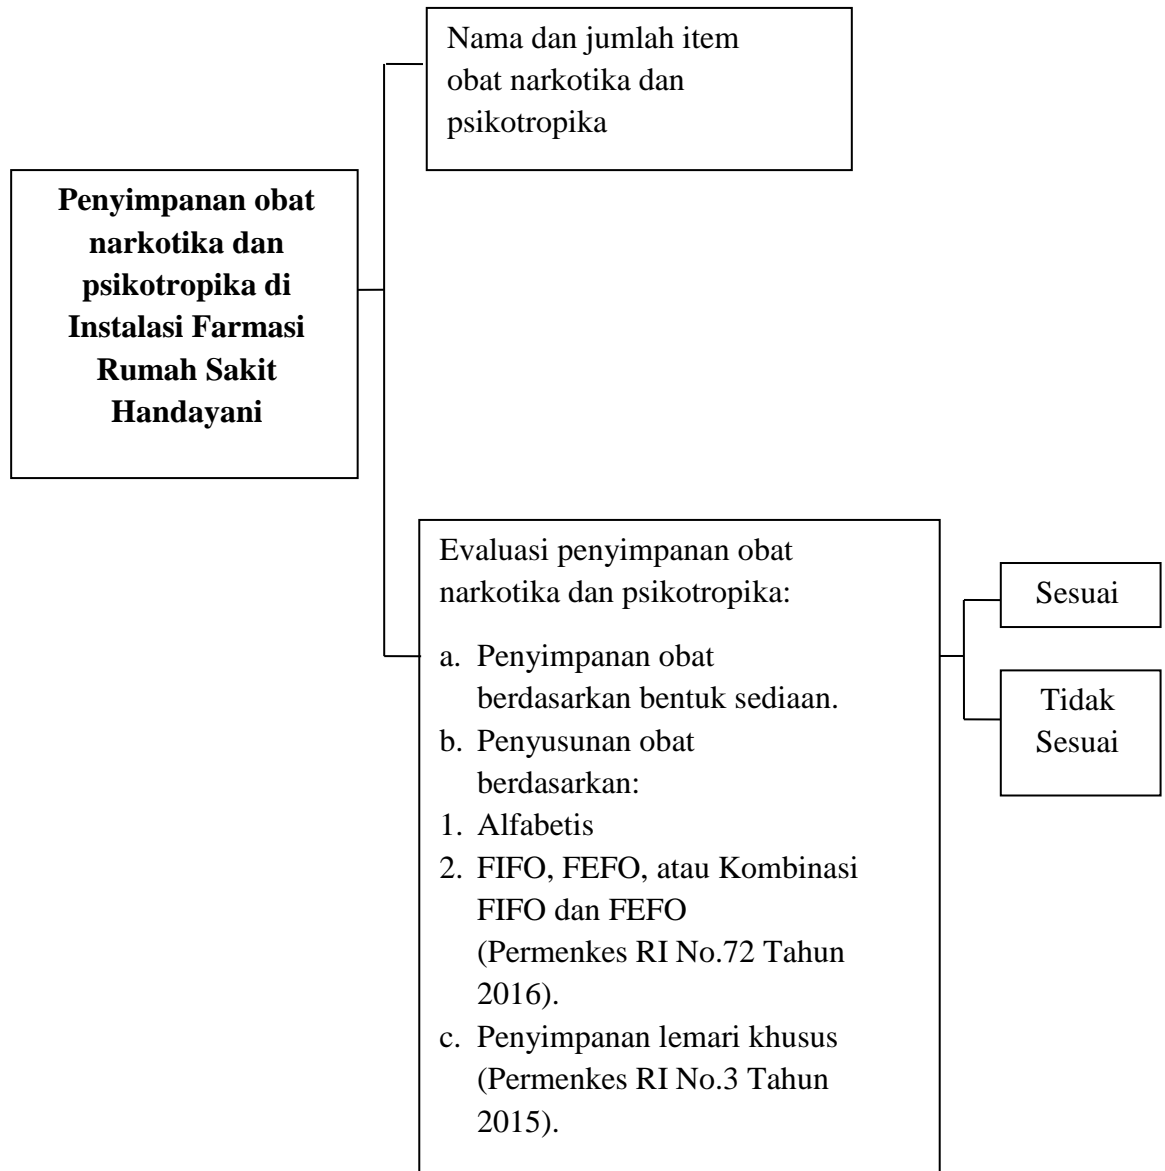 Nama dan jumlah item
obat narkotika dan
psikotropika
Penyimpanan obat
narkotika dan
psikotropika di
Instalasi Farmasi
Rumah Sakit
Handayani
Evaluasi penyimpanan obat
narkotika dan psikotropika:
a. Penyimpanan obat
berdasarkan bentuk sediaan.
b. Penyusunan obat
berdasarkan:
1. Alfabetis
2. FIFO, FEFO, atau Kombinasi
FIFO dan FEFO
(Permenkes RI No.72 Tahun
2016).
c. Penyimpanan lemari khusus
(Permenkes RI No.3 Tahun
2015).
Sesuai
Tidak
Sesuai